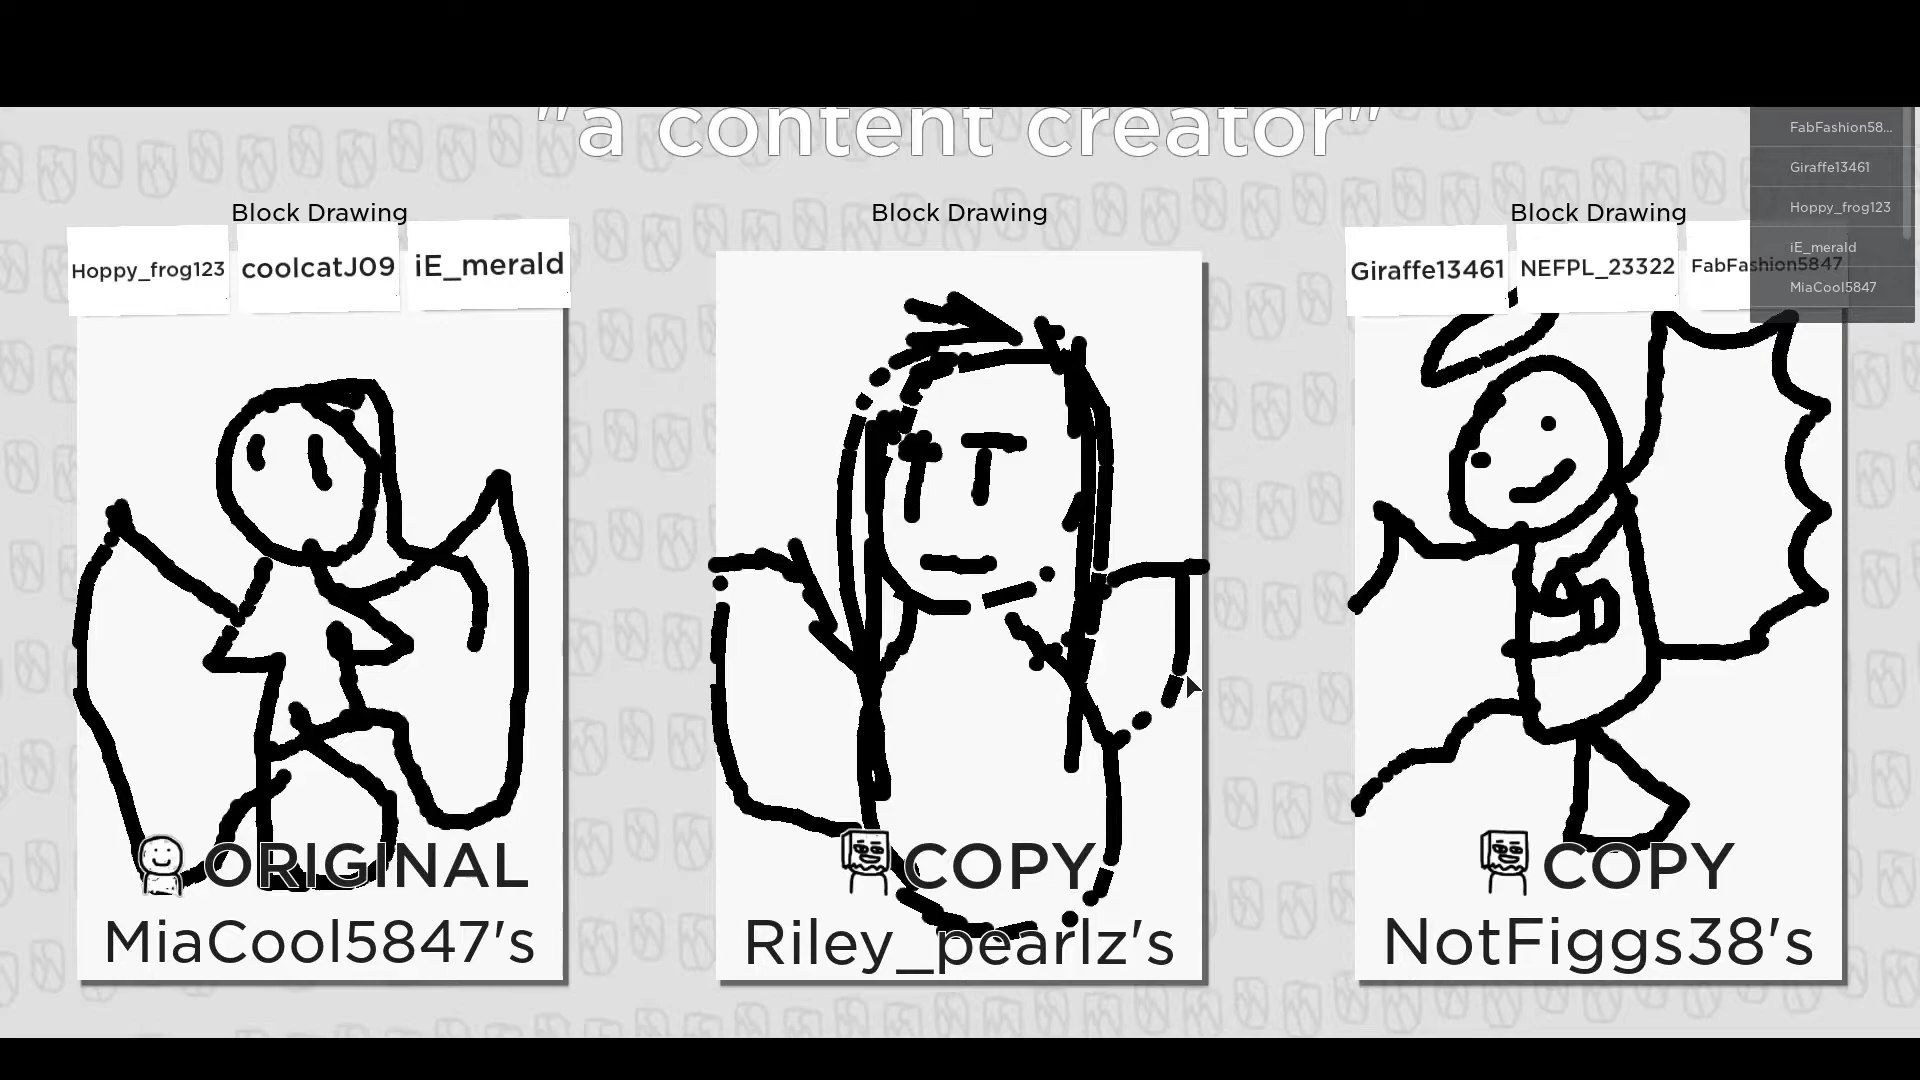 "a content creator"
FabFashion58...
Giraffe13461
Hoppy_frog123
iE_merald
MiaCool5847
Block Drawing
Block Drawing
Block Drawing
Hoppy_frog123
coolcatJ09
iE_merald
Giraffe13461
NEFPL_23322
FabFashion5847
ORIGINAL
MiaCool5847's
COPY
Riley_pearlz's
COPY
NotFiggs38's